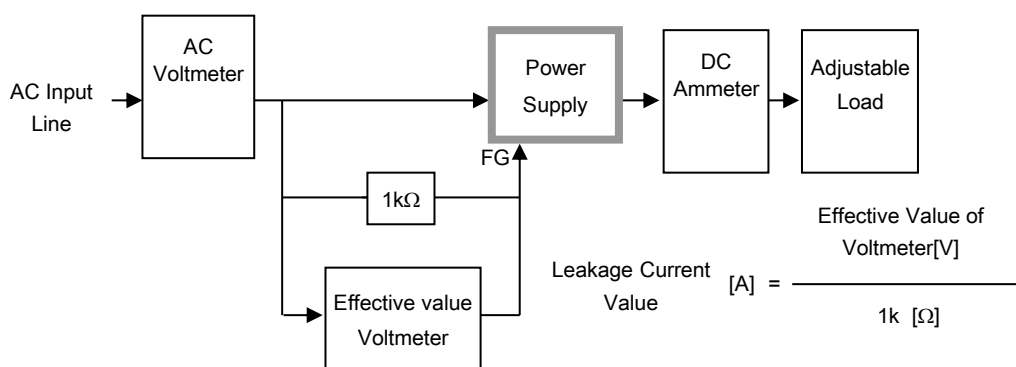 AC Input
Line
AC
Voltmeter
Power
Supply
DC
Ammeter
Adjustable
Load
FG
1kΩ
Effective value
Voltmeter
Leakage Current
Value
[A] =
Effective Value of
Voltmeter[V]
1k [Ω]